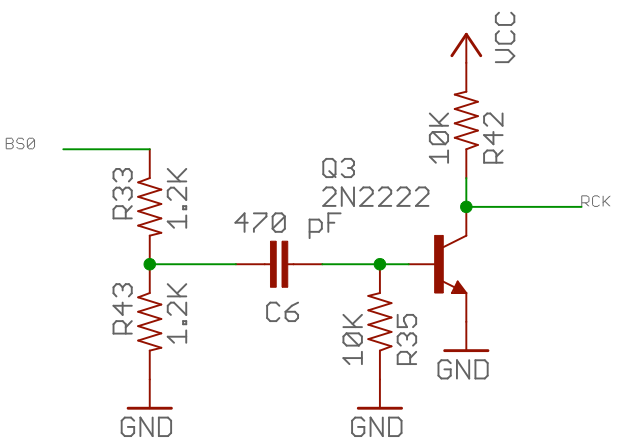 VCC
10K
R42
BS0
R33
1.2K
Q3
2N2222
RCK
470 pF
C6
R43
1.2K
10K
R35
GND
GND
GND